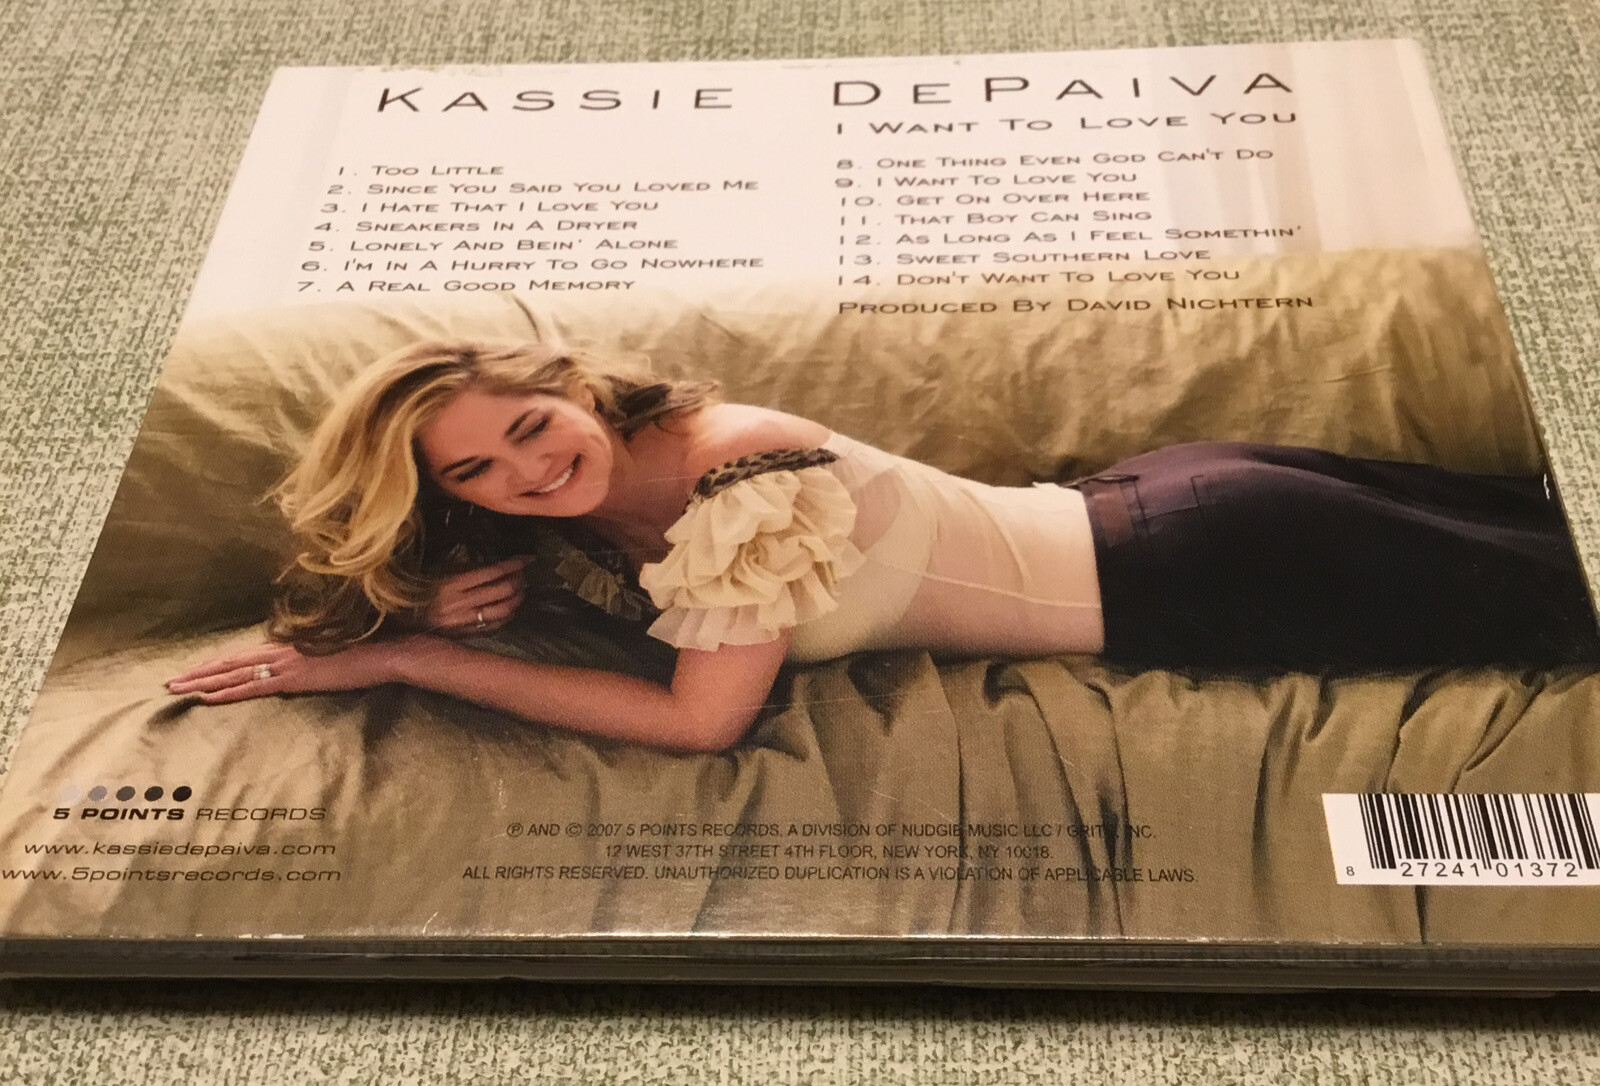 KASSIE DEPAIVA
I WANT TO LOVE YOU
1. TOO LITTLE
2. SINCE YOU SAID YOU LOVED ME
3. I HATE THAT I LOVE YOU
4. SNEAKERS IN A DRYER
5. LONELY AND BEIN' ALONE
6. I'M IN A HURRY TO GO NOWHERE
7. A REAL GOOD MEMORY
8. ONE THING EVEN GOD CAN'T DO
9. I WANT TO LOVE YOU
10. GET ON OVER HERE
11. THAT BOY CAN SING
12. AS LONG AS I FEEL SOMETHIN'
13. SWEET SOUTHERN LOVE
14. DON'T WANT TO LOVE YOU
PRODUCED BY DAVID NICHTERN
5 POINTS RECORDS
www.kassiedepaiva.com
www.5pointsrecords.com
℗ AND © 2007 5 POINTS RECORDS, A DIVISION OF NUDGIE MUSIC LLC / INC.
12 WEST 37TH STREET 4TH FLOOR, NEW YORK, NY 10018.
ALL RIGHTS RESERVED. UNAUTHORIZED DUPLICATION IS A VIOLATION OF APPLICABLE LAWS.
8 27241 01372